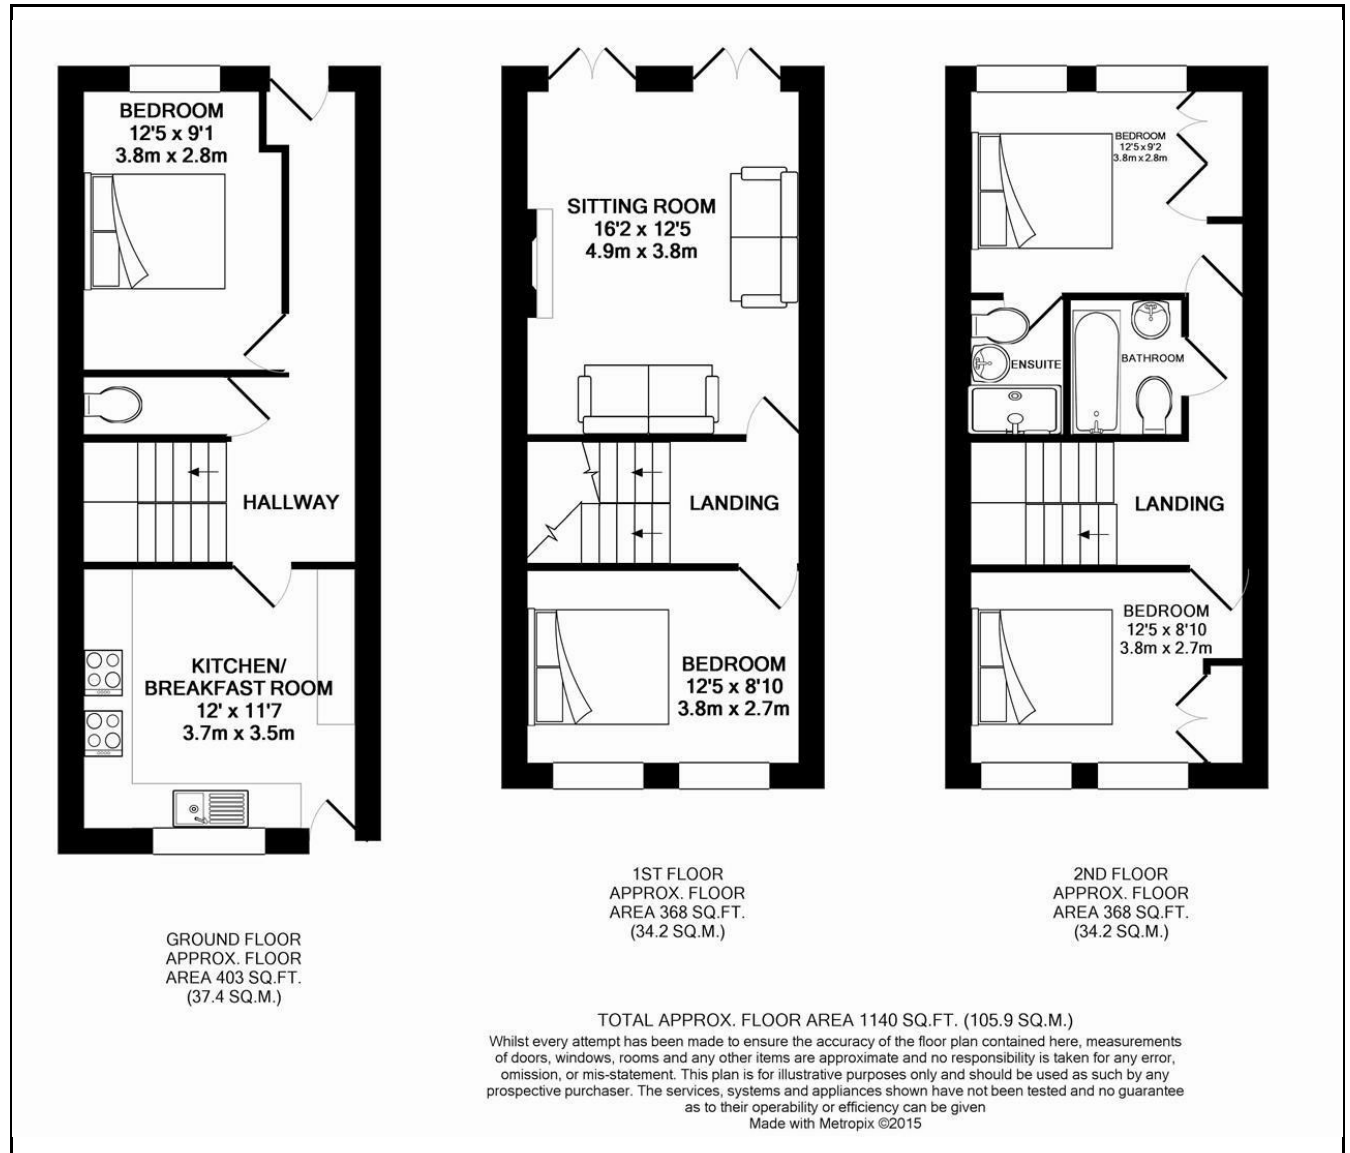 BEDROOM
12'5 x 9'1
3.8m x 2.8m
HALLWAY
KITCHEN/
BREAKFAST ROOM
12' x 11'7
3.7m x 3.5m
GROUND FLOOR
APPROX. FLOOR
AREA 403 SQ.FT.
(37.4 SQ.M.)
SITTING ROOM
16'2 x 12'5
4.9m x 3.8m
LANDING
BEDROOM
12'5 x 8'10
3.8m x 2.7m
1ST FLOOR
APPROX. FLOOR
AREA 368 SQ.FT.
(34.2 SQ.M.)
BEDROOM
12'5 x 9'2
3.8m x 2.8m
ENSUITE
BATHROOM
LANDING
BEDROOM
12'5 x 8'10
3.8m x 2.7m
2ND FLOOR
APPROX. FLOOR
AREA 368 SQ.FT.
(34.2 SQ.M.)
TOTAL APPROX. FLOOR AREA 1140 SQ.FT. (105.9 SQ.M.)
Whilst every attempt has been made to ensure the accuracy of the floor plan contained here, measurements
of doors, windows, rooms and any other items are approximate and no responsibility is taken for any error,
omission, or mis-statement. This plan is for illustrative purposes only and should be used as such by any
prospective purchaser. The services, systems and appliances shown have not been tested and no guarantee
as to their operability or efficiency can be given
Made with Metropix ©2015